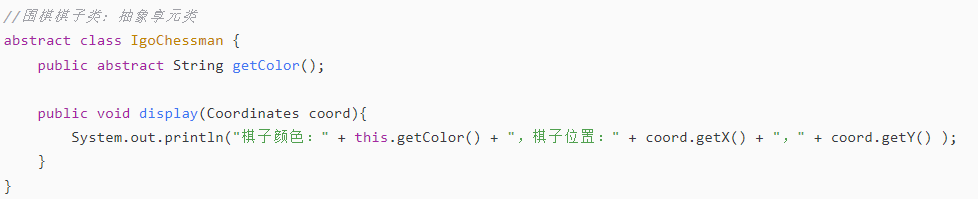 //围棋棋子类: 抽象享元类
abstract class IgoChessman {
    public abstract String getColor();
    public void display(Coordinates coord){
        System.out.println("棋子颜色：" + this.getColor() + "，棋子位置：" + coord.getX() + "，" + coord.getY() );
    }
}